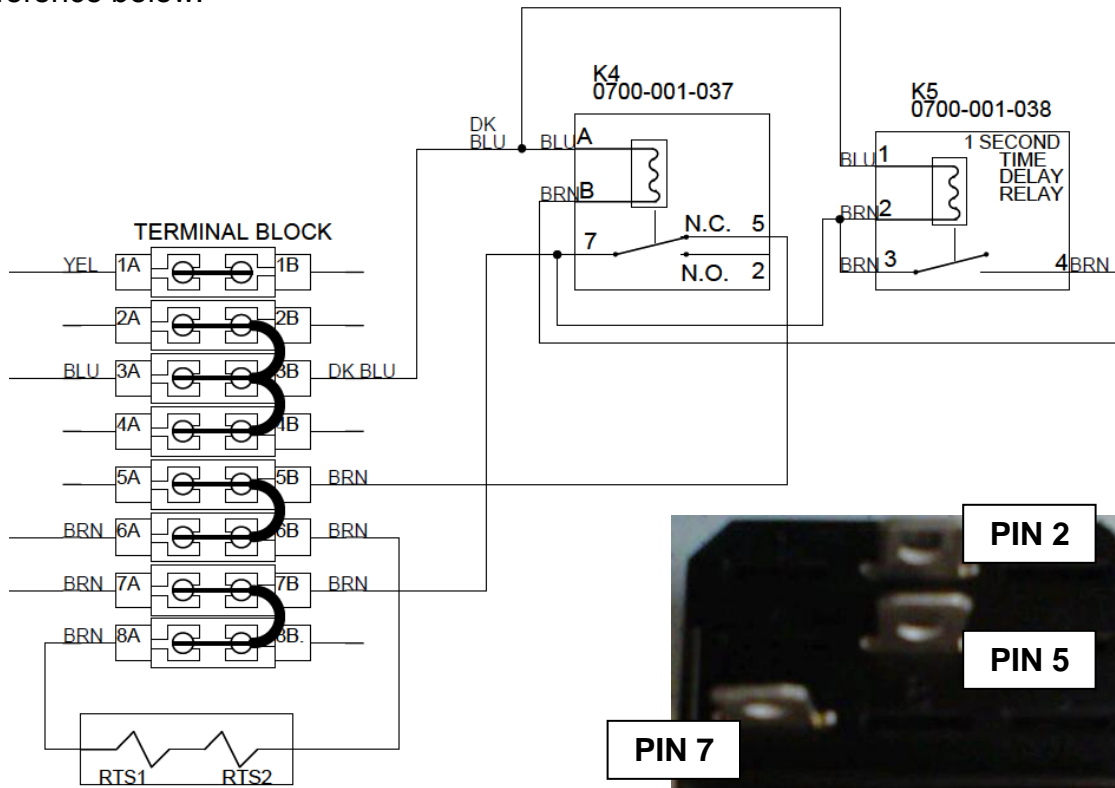 K4
0700-001-037
K5
0700-001-038
1 SECOND
TIME
DELAY
RELAY
DK
BLU
BLU A
BRN B
7
N.C. 5
N.O. 2
BLU 1
BRN 2
BRN 3
4 BRN
TERMINAL BLOCK
YEL 1A 1B
2A 2B
BLU 3A 3B DK BLU
4A 4B
5A 5B BRN
BRN 6A 6B BRN
BRN 7A 7B BRN
BRN 8A 8B.
RTS1 RTS2
PIN 2
PIN 5
PIN 7